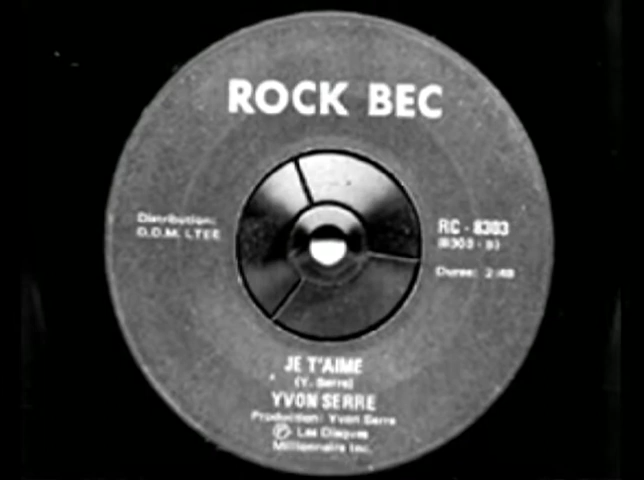 ROCK BEC
Distribution:
D.D.M. LTEE
RC - 8303
(8303 - B)
Durée: 2:48
JE T'AIME
(Y. Serre)
YVON SERRE
Production: Yvon Serre
Ⓟ Les Disques
Millionnaire Inc.